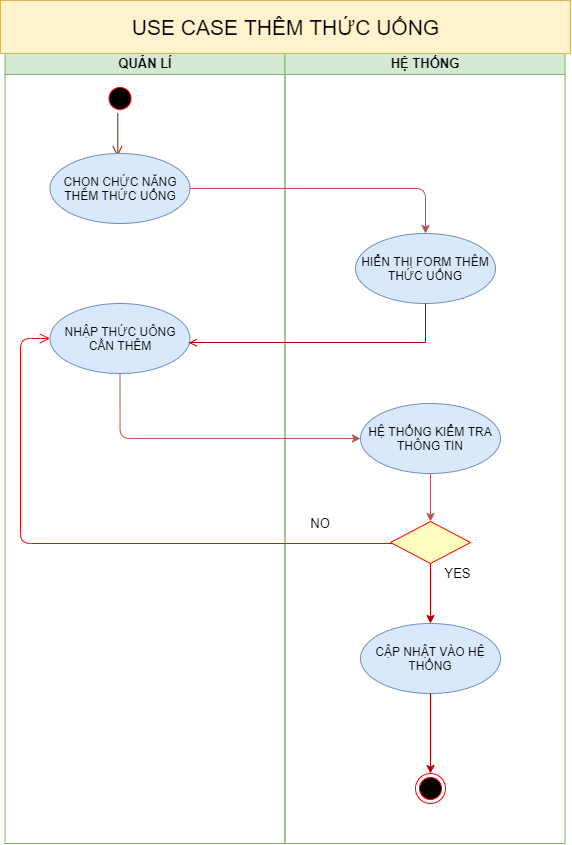 USE CASE THÊM THỨC UỐNG
QUẢN LÍ
HỆ THỐNG
CHỌN CHỨC NĂNG
THÊM THỨC UỐNG
HIỂN THỊ FORM THÊM
THỨC UỐNG
NHẬP THỨC UÔNG
CẦN THÊM
HỆ THỐNG KIỂM TRA
THÔNG TIN
NO
YES
CẬP NHẬT VÀO HỆ
THỐNG